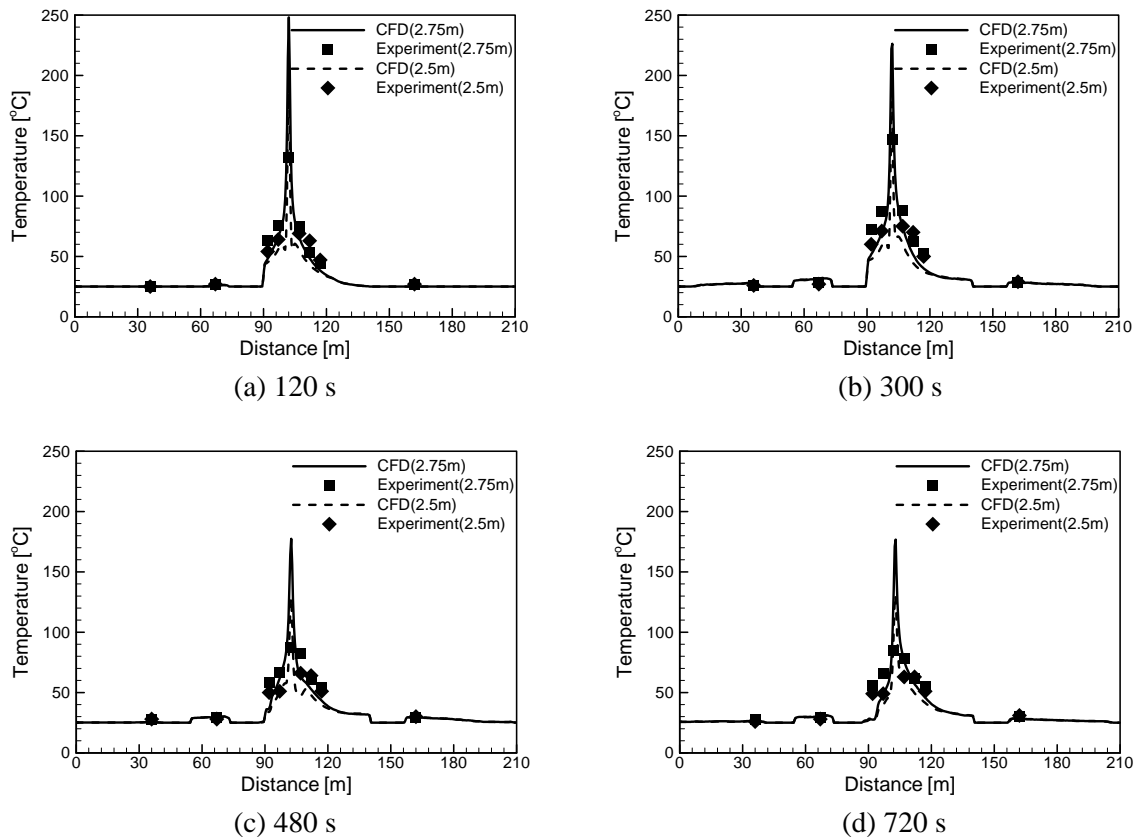 250
200
150
100
50
0
Temperature [°C]
CFD(2.75m)
Experiment(2.75m)
CFD(2.5m)
Experiment(2.5m)
0 30 60 90 120 150 180 210
Distance [m]
(a) 120 s
250
200
150
100
50
0
Temperature [°C]
CFD(2.75m)
Experiment(2.75m)
CFD(2.5m)
Experiment(2.5m)
0 30 60 90 120 150 180 210
Distance [m]
(b) 300 s
250
200
150
100
50
0
Temperature [°C]
CFD(2.75m)
Experiment(2.75m)
CFD(2.5m)
Experiment(2.5m)
0 30 60 90 120 150 180 210
Distance [m]
(c) 480 s
250
200
150
100
50
0
Temperature [°C]
CFD(2.75m)
Experiment(2.75m)
CFD(2.5m)
Experiment(2.5m)
0 30 60 90 120 150 180 210
Distance [m]
(d) 720 s